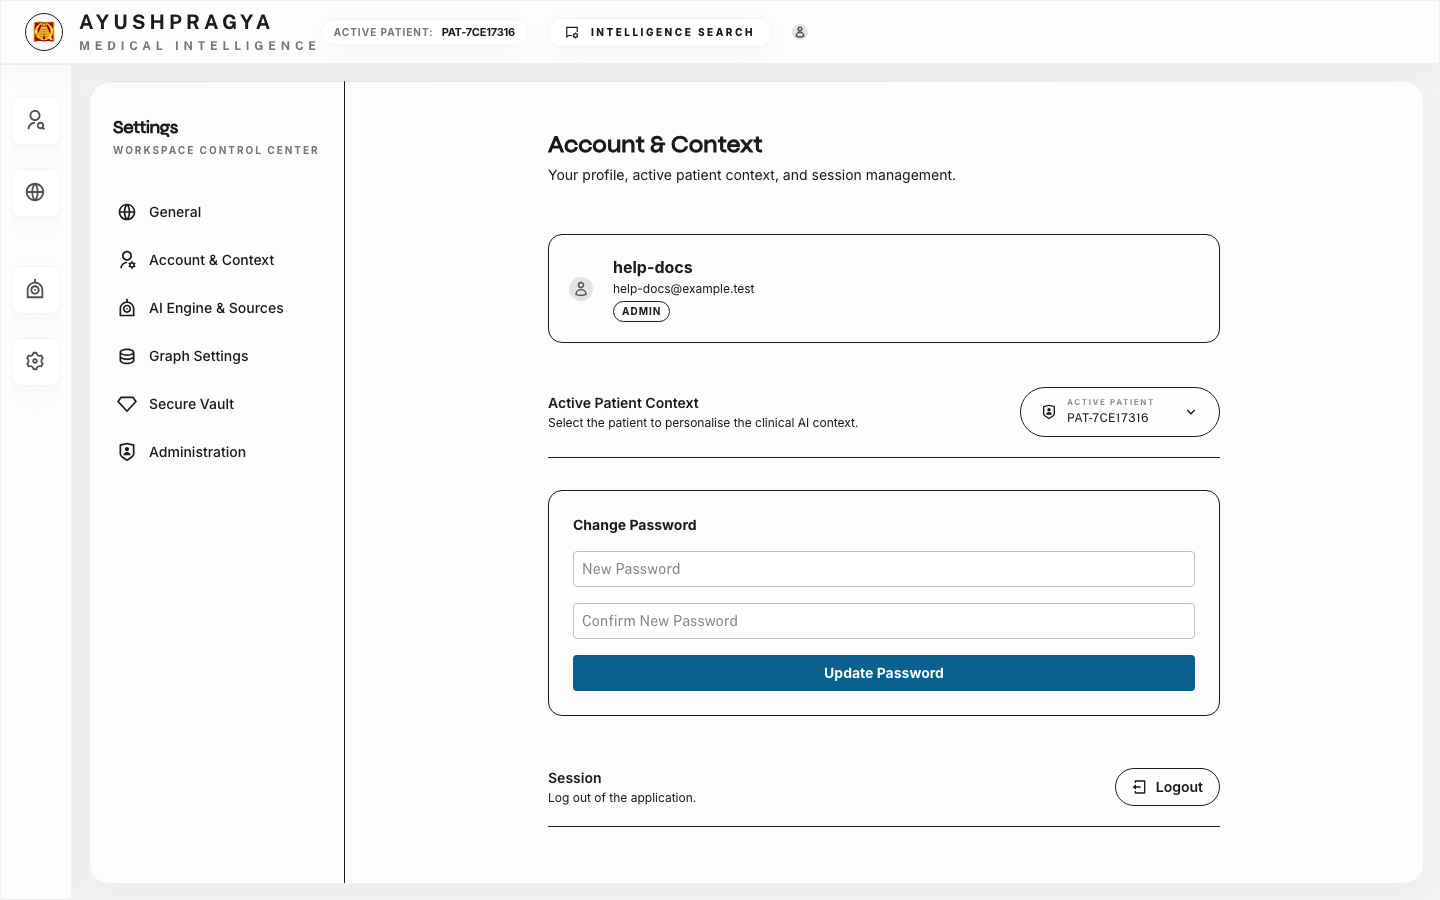 AYUSHPRAGYA
MEDICAL INTELLIGENCE
ACTIVE PATIENT: PAT-7CE17316
INTELLIGENCE SEARCH
Settings
WORKSPACE CONTROL CENTER
General
Account & Context
AI Engine & Sources
Graph Settings
Secure Vault
Administration
Account & Context
Your profile, active patient context, and session management.
help-docs
help-docs@example.test
ADMIN
Active Patient Context
Select the patient to personalise the clinical AI context.
ACTIVE PATIENT
PAT-7CE17316
Change Password
New Password
Confirm New Password
Update Password
Session
Log out of the application.
Logout